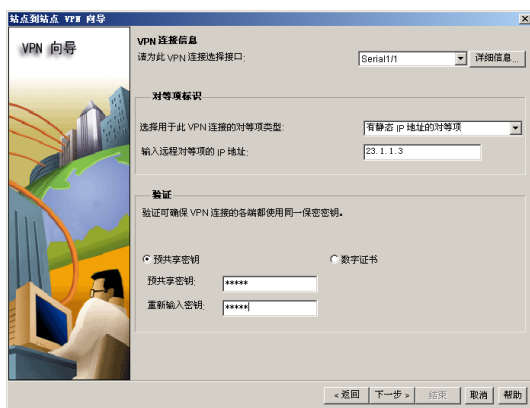 站点到站点 VPN 向导
VPN 向导
VPN 连接信息
请为此 VPN 连接选择接口:
Serial1/1
详细信息...
对等项标识
选择用于此 VPN 连接的对等项类型:
有静态 IP 地址的对等项
输入远程对等项的 IP 地址:
23.1.1.3
验证
验证可确保 VPN 连接的各端都使用同一保密密钥。
预共享密钥
数字证书
预共享密钥:
*****
重新输入密钥:
*****
<返回
下一步>
结束
取消
帮助